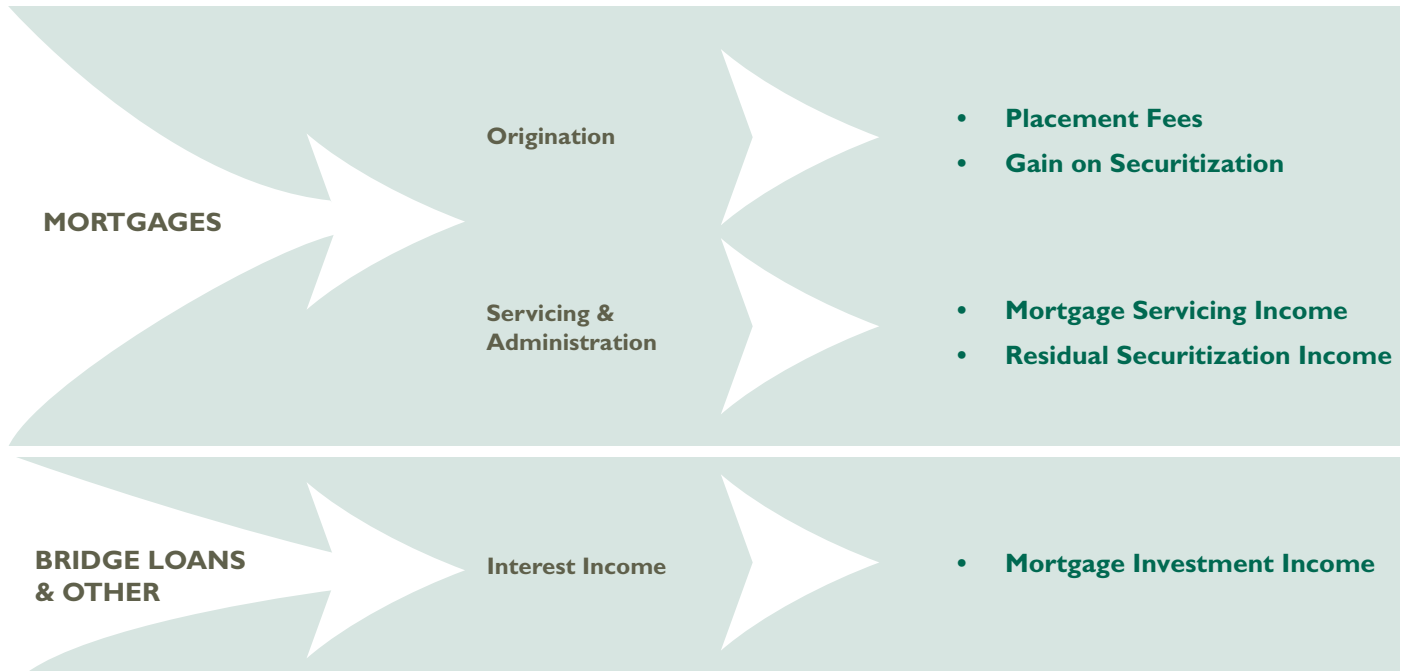 MORTGAGES
Origination
• Placement Fees
• Gain on Securitization
Servicing &
Administration
• Mortgage Servicing Income
• Residual Securitization Income
BRIDGE LOANS
& OTHER
Interest Income
• Mortgage Investment Income